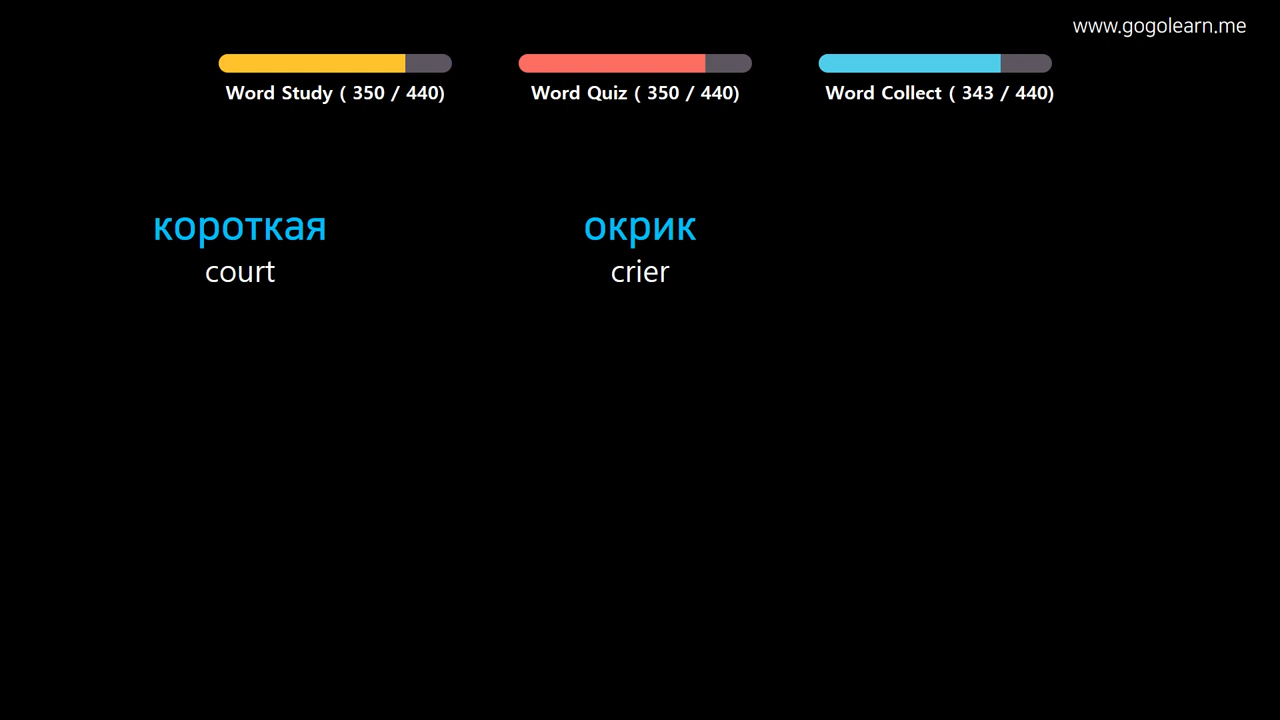 www.gogolearn.me
Word Study ( 350 / 440)
Word Quiz ( 350 / 440)
Word Collect ( 343 / 440)
короткая
court
окрик
crier